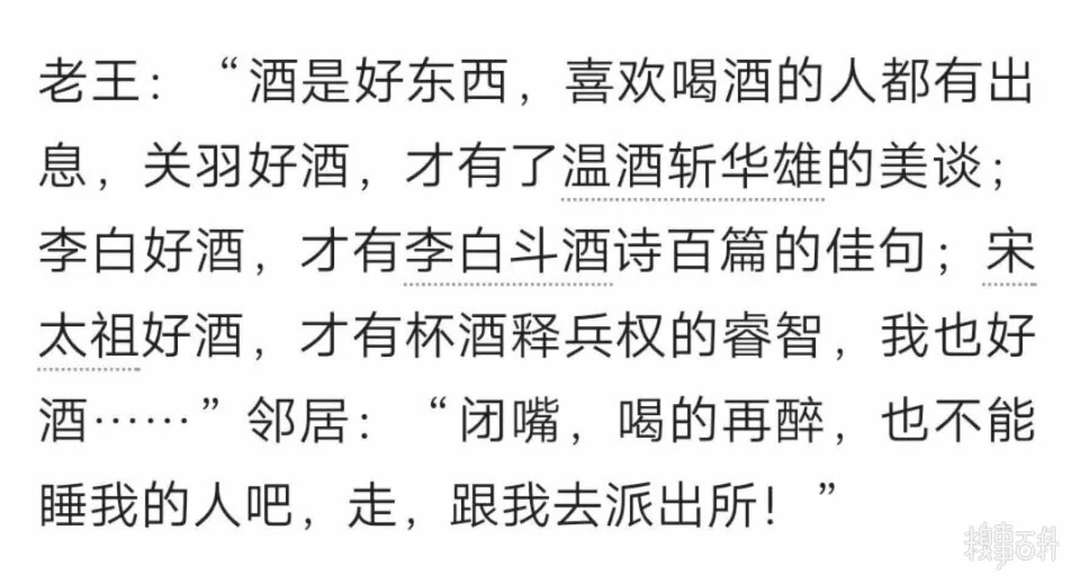 老王：“酒是好东西，喜欢喝酒的人都有出
息，关羽好酒，才有了温酒斩华雄的美谈；
李白好酒，才有李白斗酒诗百篇的佳句；宋
太祖好酒，才有杯酒释兵权的睿智，我也好
酒……”邻居：“闭嘴，喝的再醉，也不能
睡我的人吧，走，跟我去派出所！”
糗事百科